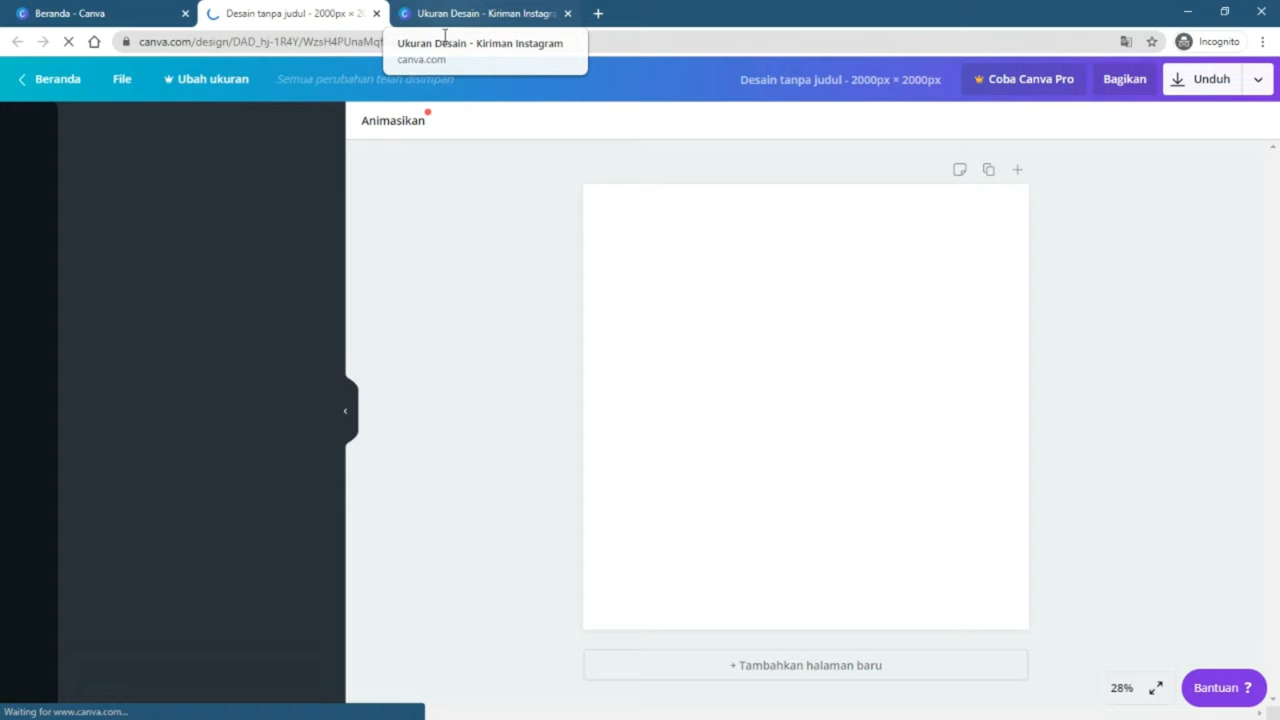 Beranda - Canva
Desain tanpa judul - 2000px × 2
Ukuran Desain - Kiriman Instagra
canva.com/design/DAD_hj-1R4Y/WzsH4PUnaMqf
Incognito
Ukuran Desain - Kiriman Instagram
canva.com
Beranda
File
Ubah ukuran
Semua perubahan telah disimpan
Desain tanpa judul - 2000px × 2000px
Coba Canva Pro
Bagikan
Unduh
Animasikan
+ Tambahkan halaman baru
28%
Bantuan ?
Waiting for www.canva.com...